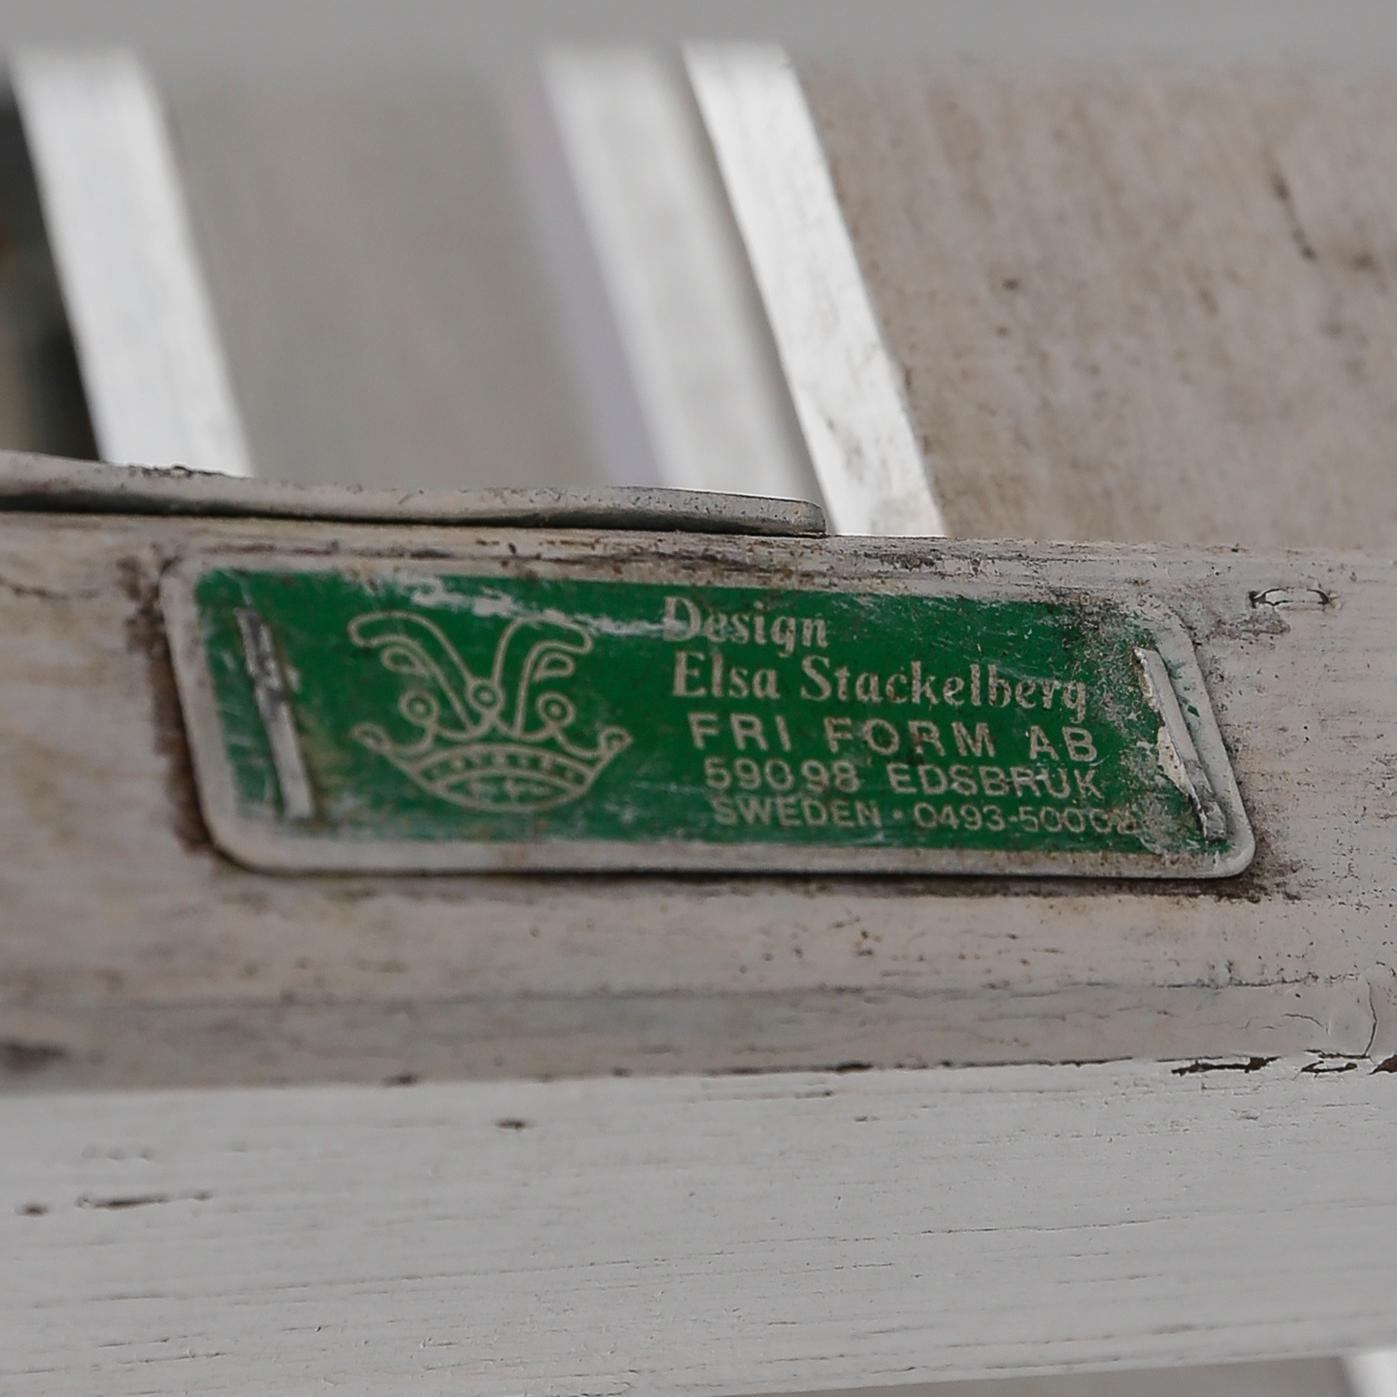 Design
Elsa Stackelberg
FRI FORM AB
59098 EDSBRUK
SWEDEN · 0493-50002